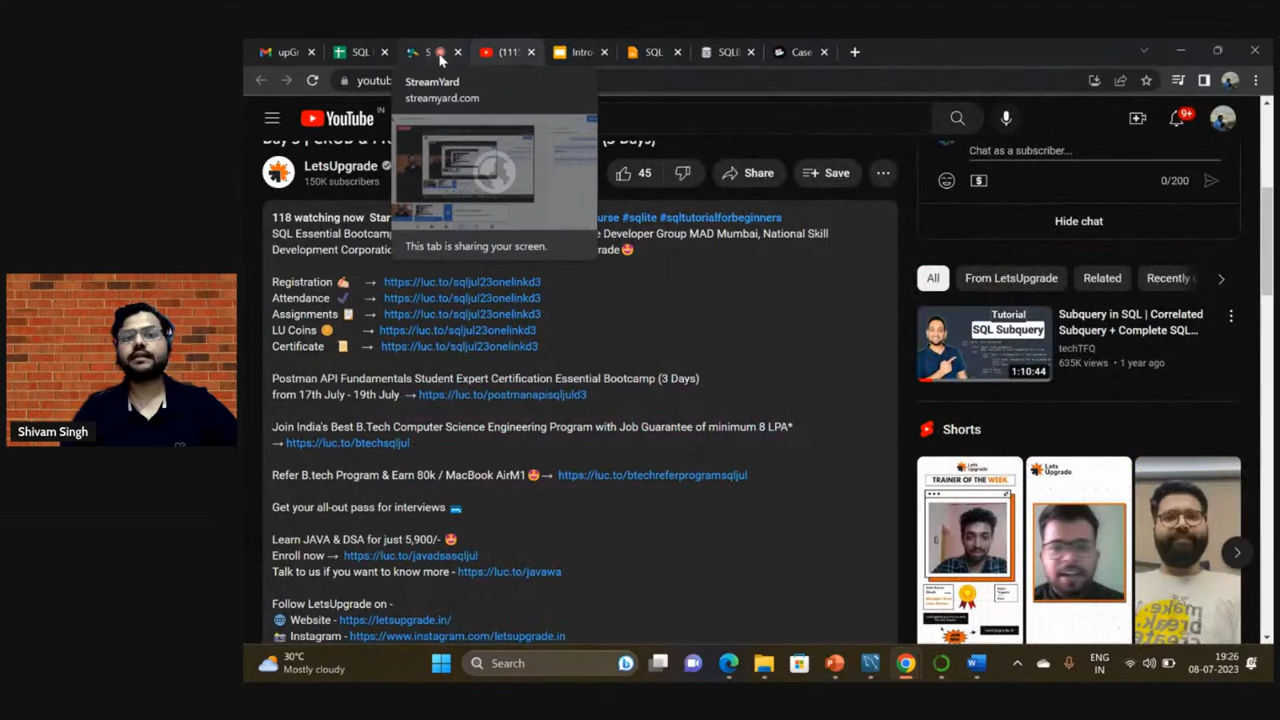 upGr
SQL
S
(111
Intro
SQL
SQLI
Case
StreamYard
streamyard.com
youtub
YouTube
IN
9+
This tab is sharing your screen.
LetsUpgrade
150K subscribers
45
Share
Save
Chat as a subscriber...
0/200
Hide chat
118 watching now
#sqlite #sqltutorialforbeginners
SQL Essential Bootcam
e Developer Group MAD Mumbai, National Skill
Development Corporatio
Registration → https://luc.to/sqljul23onelinkd3
Attendance → https://luc.to/sqljul23onelinkd3
Assignments → https://luc.to/sqljul23onelinkd3
LU Coins → https://luc.to/sqljul23onelinkd3
Certificate → https://luc.to/sqljul23onelinkd3
Postman API Fundamentals Student Expert Certification Essential Bootcamp (3 Days)
from 17th July - 19th July → https://luc.to/postmanapisqljuld3
Join India's Best B.Tech Computer Science Engineering Program with Job Guarantee of minimum 8 LPA*
→ https://luc.to/btechsqljul
Refer B.tech Program & Earn 80k / MacBook AirM1 → https://luc.to/btechreferprogramsqljul
Get your all-out pass for interviews
Learn JAVA & DSA for just 5,900/-
Enroll now → https://luc.to/javadsasqljul
Talk to us if you want to know more - https://luc.to/javawa
Follow LetsUpgrade on -
Website - https://letsupgrade.in/
Instagram - https://www.instagram.com/letsupgrade.in
All
From LetsUpgrade
Related
Recently
Tutorial
SQL Subquery
1:10:44
Subquery in SQL | Correlated
Subquery + Complete SQL...
techTFQ
635K views • 1 year ago
Shorts
LetsUpgrade
TRAINER OF THE WEEK
LetsUpgrade
Shivam Singh
30°C
Mostly cloudy
Search
ENG
IN
19:26
08-07-2023